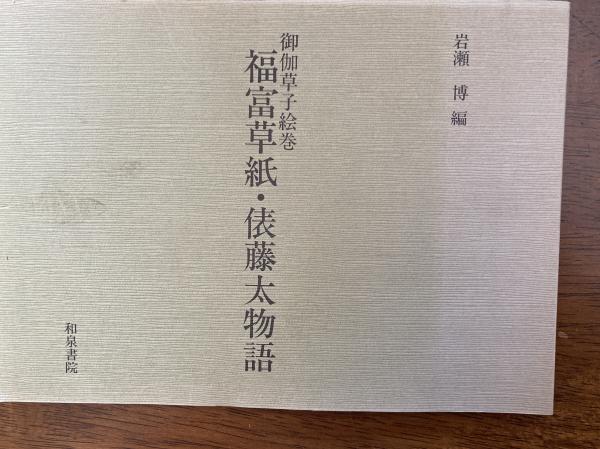 岩瀬 博 編
御伽草子絵巻
福富草紙・俵藤太物語
和泉書院